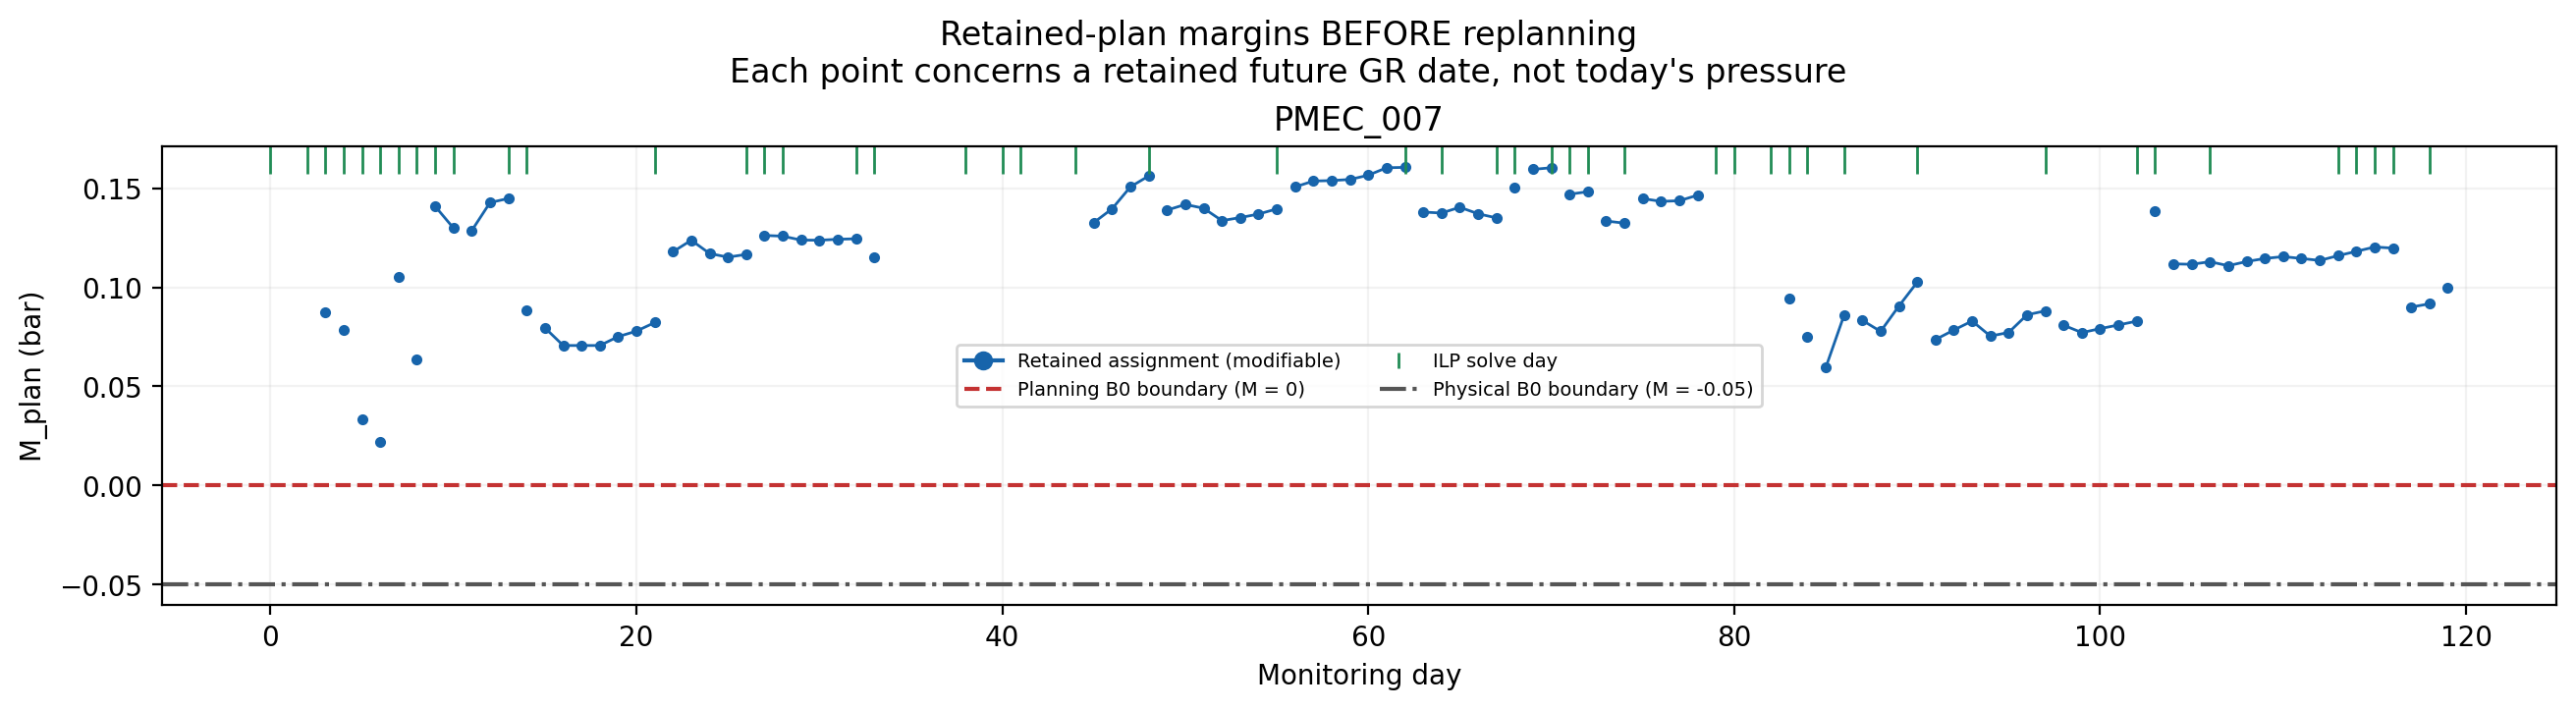 Retained-plan margins BEFORE replanning
Each point concerns a retained future GR date, not today's pressure
PMEC_007
M_plan (bar)
0.15
0.10
0.05
0.00
−0.05
Retained assignment (modifiable)
Planning B0 boundary (M = 0)
ILP solve day
Physical B0 boundary (M = -0.05)
0 20 40 60 80 100 120
Monitoring day